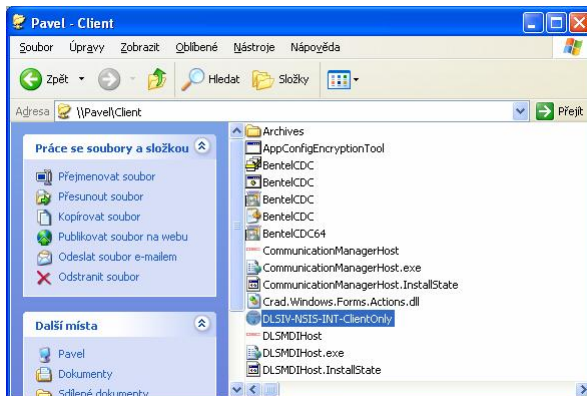 Pavel - Client
Soubor Úpravy Zobrazit Oblíbené Nástroje Nápověda
Zpět Hledat Složky
Adresa \\Pavel\Client Přejít
Práce se soubory a složkou
Přejmenovat soubor
Přesunout soubor
Kopírovat soubor
Publikovat soubor na webu
Odeslat soubor e-mailem
Odstranit soubor
Další místa
Pavel
Dokumenty
Sdílené dokumenty
Archives
AppConfigEncryptionTool
BentelCDC
BentelCDC
BentelCDC
BentelCDC
BentelCDC64
CommunicationManagerHost
CommunicationManagerHost.exe
CommunicationManagerHost.InstallState
Crad.Windows.Forms.Actions.dll
DLSIV-NSIS-INT-ClientOnly
DLSMDIHost
DLSMDIHost.exe
DLSMDIHost.InstallState